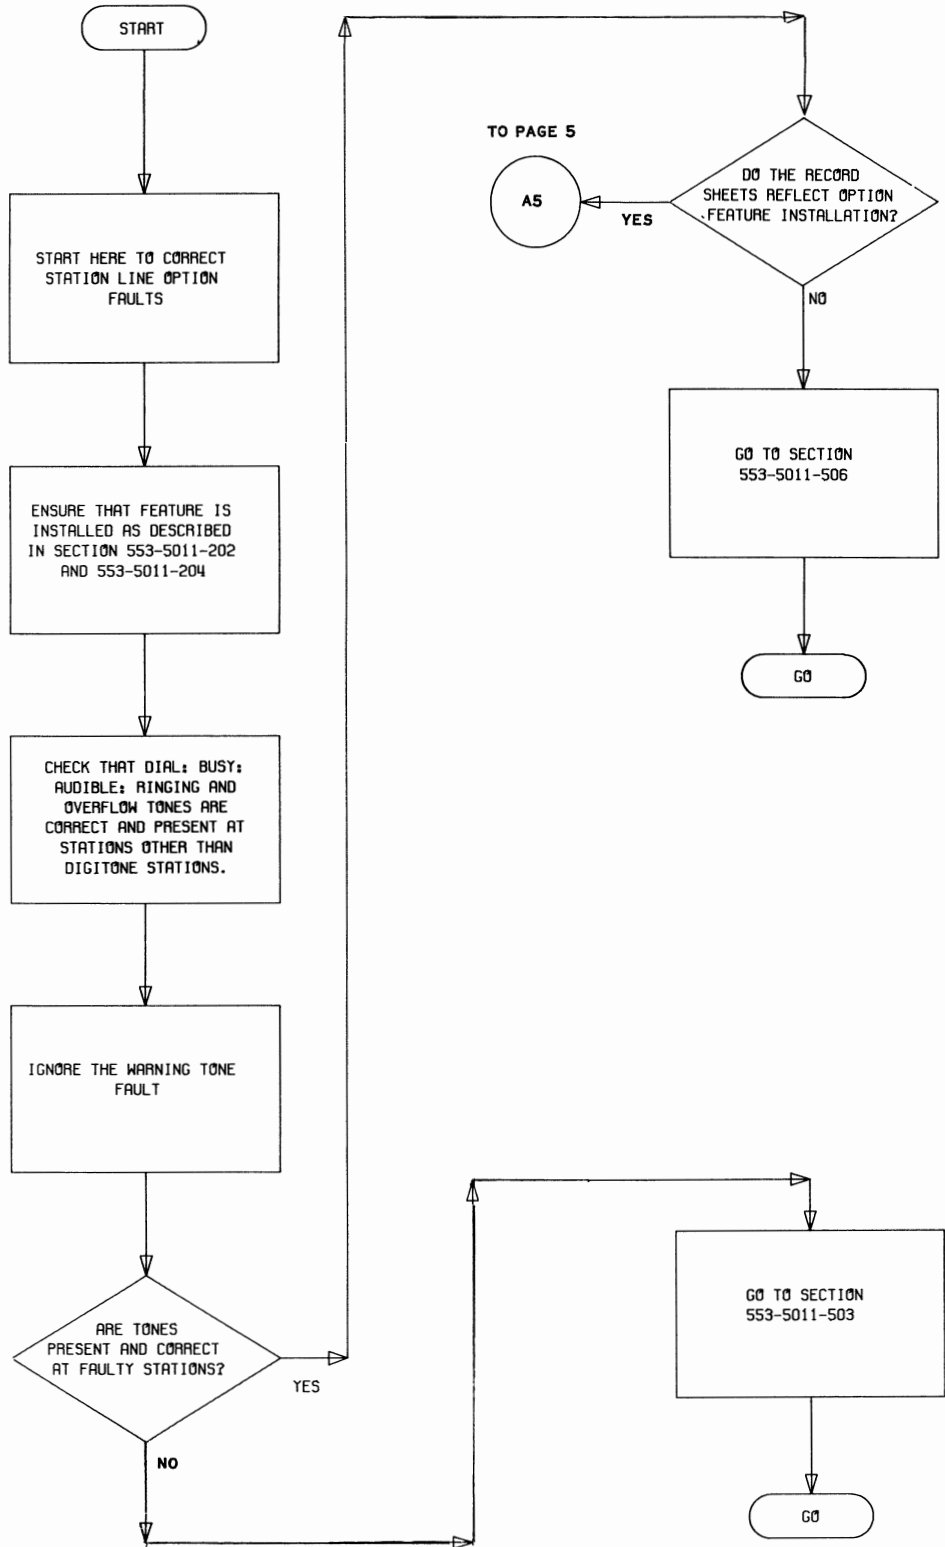 START
START HERE TO CORRECT
STATION LINE OPTION
FAULTS
ENSURE THAT FEATURE IS
INSTALLED AS DESCRIBED
IN SECTION 553-5011-202
AND 553-5011-204
CHECK THAT DIAL: BUSY:
AUDIBLE: RINGING AND
OVERFLOW TONES ARE
CORRECT AND PRESENT AT
STATIONS OTHER THAN
DIGITONE STATIONS.
IGNORE THE WARNING TONE
FAULT
ARE TONES
PRESENT AND CORRECT
AT FAULTY STATIONS?
YES
NO
DO THE RECORD
SHEETS REFLECT OPTION
FEATURE INSTALLATION?
YES
TO PAGE 5
A5
NO
GO TO SECTION
553-5011-506
GO
GO TO SECTION
553-5011-503
GO